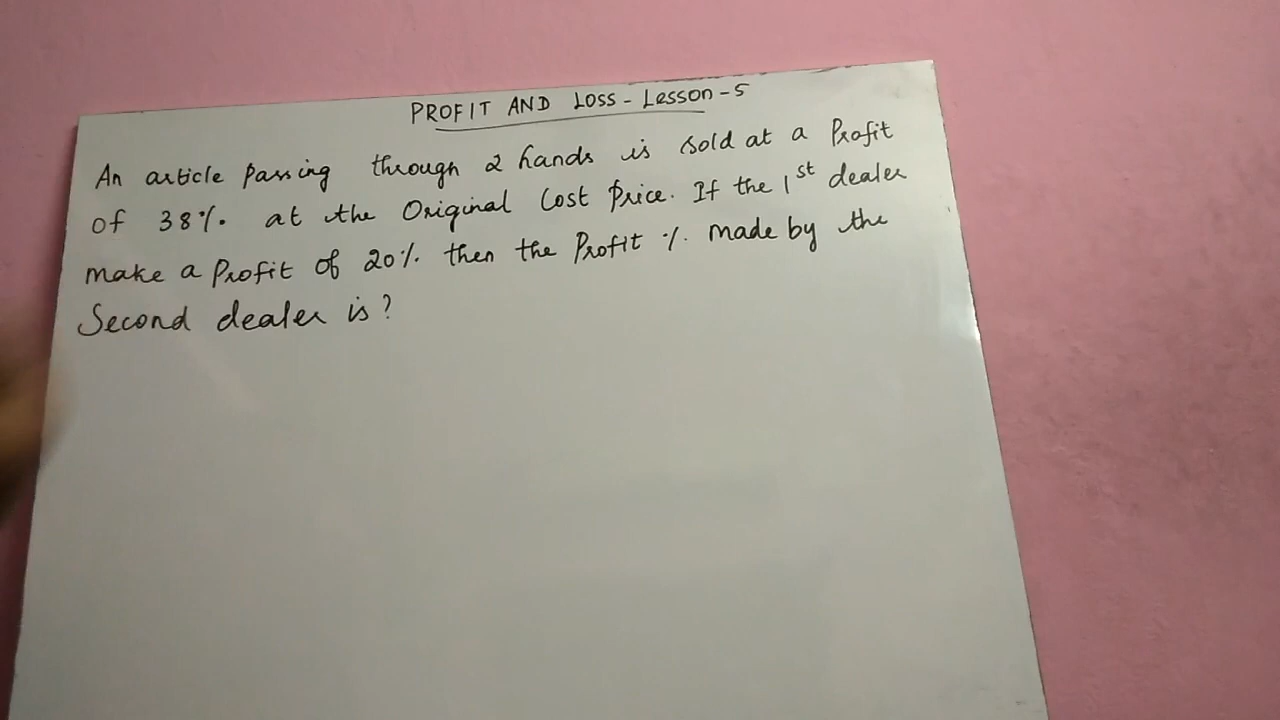 PROFIT AND LOSS - Lesson - 5
An article passing through 2 hands is sold at a Profit
of 38%. at the Original Cost Price. If the 1st dealer
make a Profit of 20%. then the Profit %. made by the
Second dealer is?